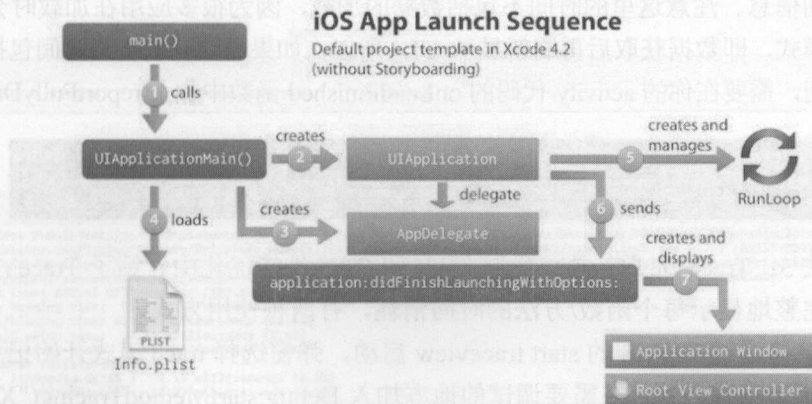 iOS App Launch Sequence
Default project template in Xcode 4.2
(without Storyboarding)
main()
1
calls
UIApplicationMain()
creates
2
UIApplication
5
creates and
manages
RunLoop
delegate
4
loads
creates
3
AppDelegate
6
sends
application:didFinishLaunchingWithOptions:
creates and
displays
7
PLIST
Info.plist
Application Window
Root View Controller